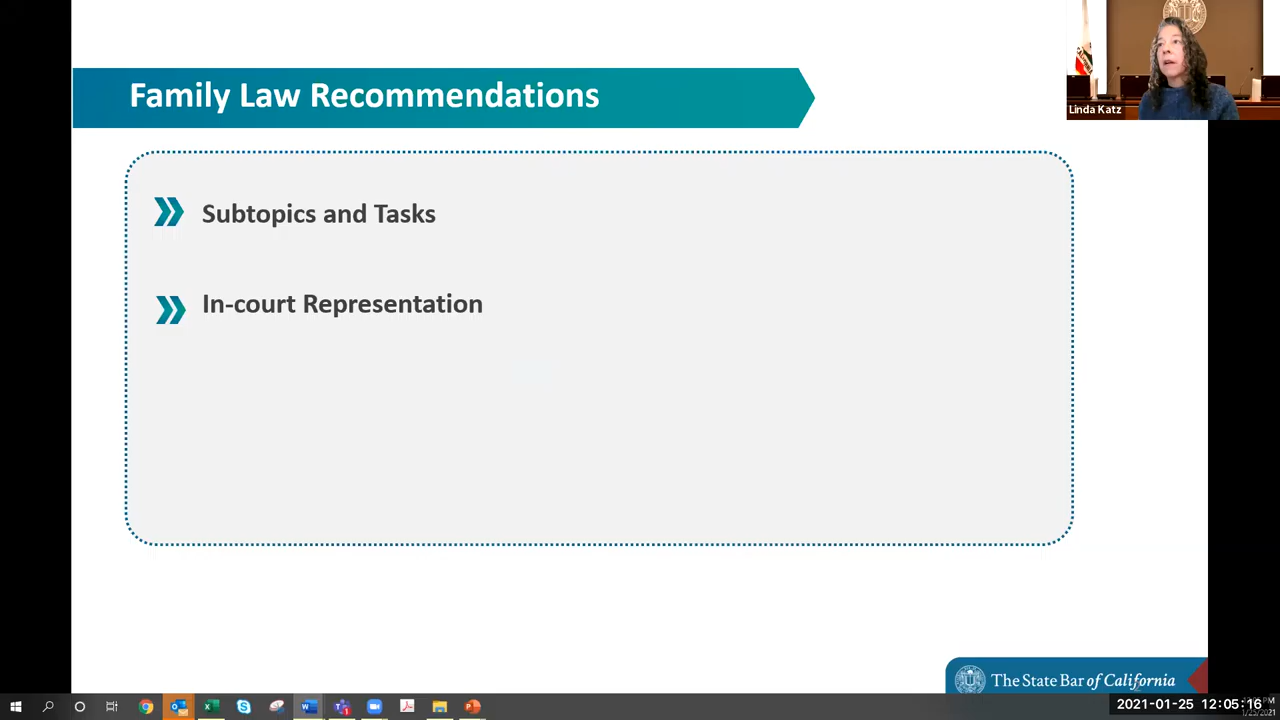 Family Law Recommendations
Linda Katz
Subtopics and Tasks
In-court Representation
The State Bar of California
2021-01-25 12:05:16